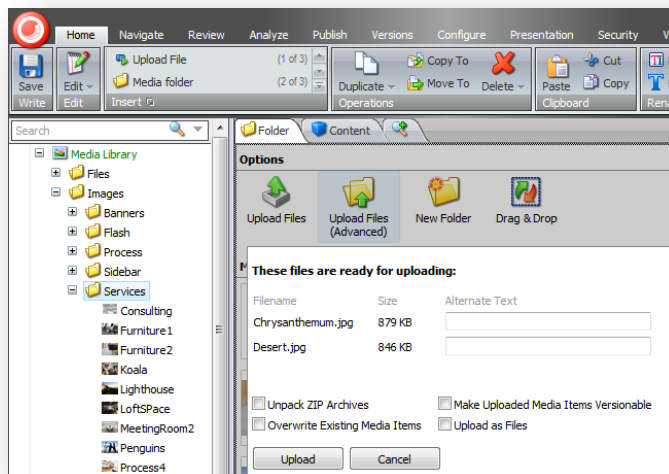 Home Navigate Review Analyze Publish Versions Configure Presentation Security
Save
Write
Edit
Edit
Upload File (1 of 3)
Media folder (2 of 3)
Insert
Duplicate
Copy To
Move To
Delete
Operations
Paste
Cut
Copy
Clipboard
Search
Media Library
Files
Images
Banners
Flash
Process
Sidebar
Services
Consulting
Furniture1
Furniture2
Koala
Lighthouse
LoftSPace
MeetingRoom2
Penguins
Process4
Folder Content
Options
Upload Files
Upload Files
(Advanced)
New Folder
Drag & Drop
These files are ready for uploading:
Filename Size Alternate Text
Chrysanthemum.jpg 879 KB
Desert.jpg 846 KB
Unpack ZIP Archives Make Uploaded Media Items Versionable
Overwrite Existing Media Items Upload as Files
Upload Cancel